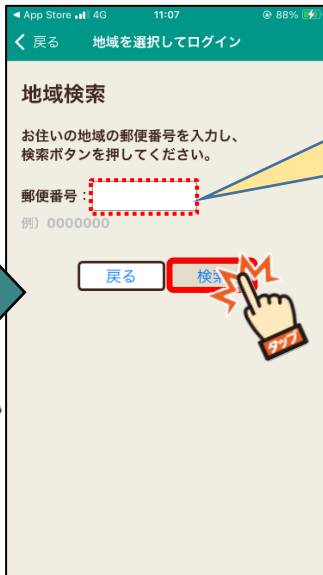 App Store 4G 11:07 88%
戻る 地域を選択してログイン
地域検索
お住いの地域の郵便番号を入力し、
検索ボタンを押してください。
郵便番号：
例）0000000
戻る 検索
タップ